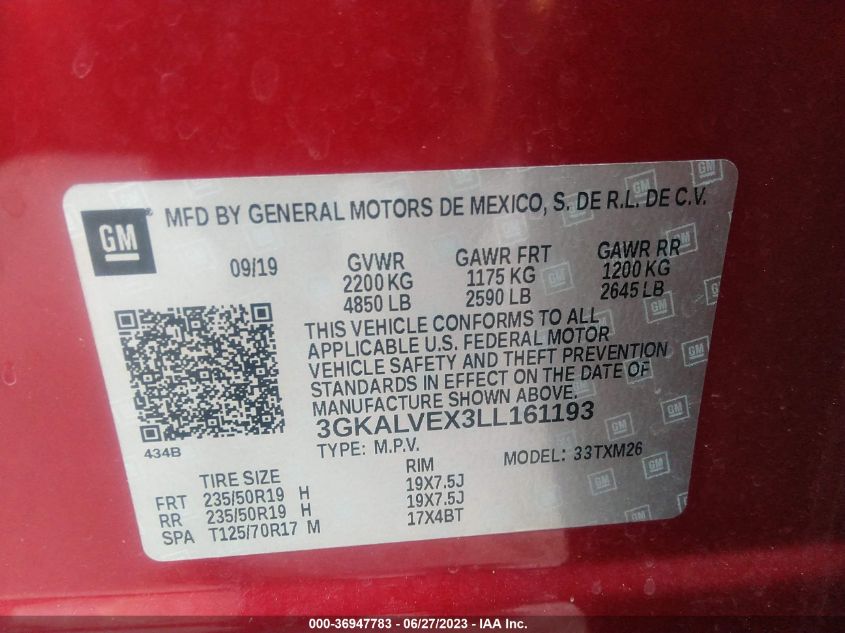 GM
MFD BY GENERAL MOTORS DE MEXICO, S. DE R.L. DE C.V.
09/19 GVWR GAWR FRT GAWR RR
2200 KG 1175 KG 1200 KG
4850 LB 2590 LB 2645 LB
THIS VEHICLE CONFORMS TO ALL
APPLICABLE U.S. FEDERAL MOTOR
VEHICLE SAFETY AND THEFT PREVENTION
STANDARDS IN EFFECT ON THE DATE OF
MANUFACTURE SHOWN ABOVE.
3GKALVEX3LL161193
434B
TYPE: M.P.V. MODEL: 33TXM26
TIRE SIZE RIM
FRT 235/50R19 H 19X7.5J
RR 235/50R19 H 19X7.5J
SPA T125/70R17 M 17X4BT
000-36947783 - 06/27/2023 - IAA Inc.